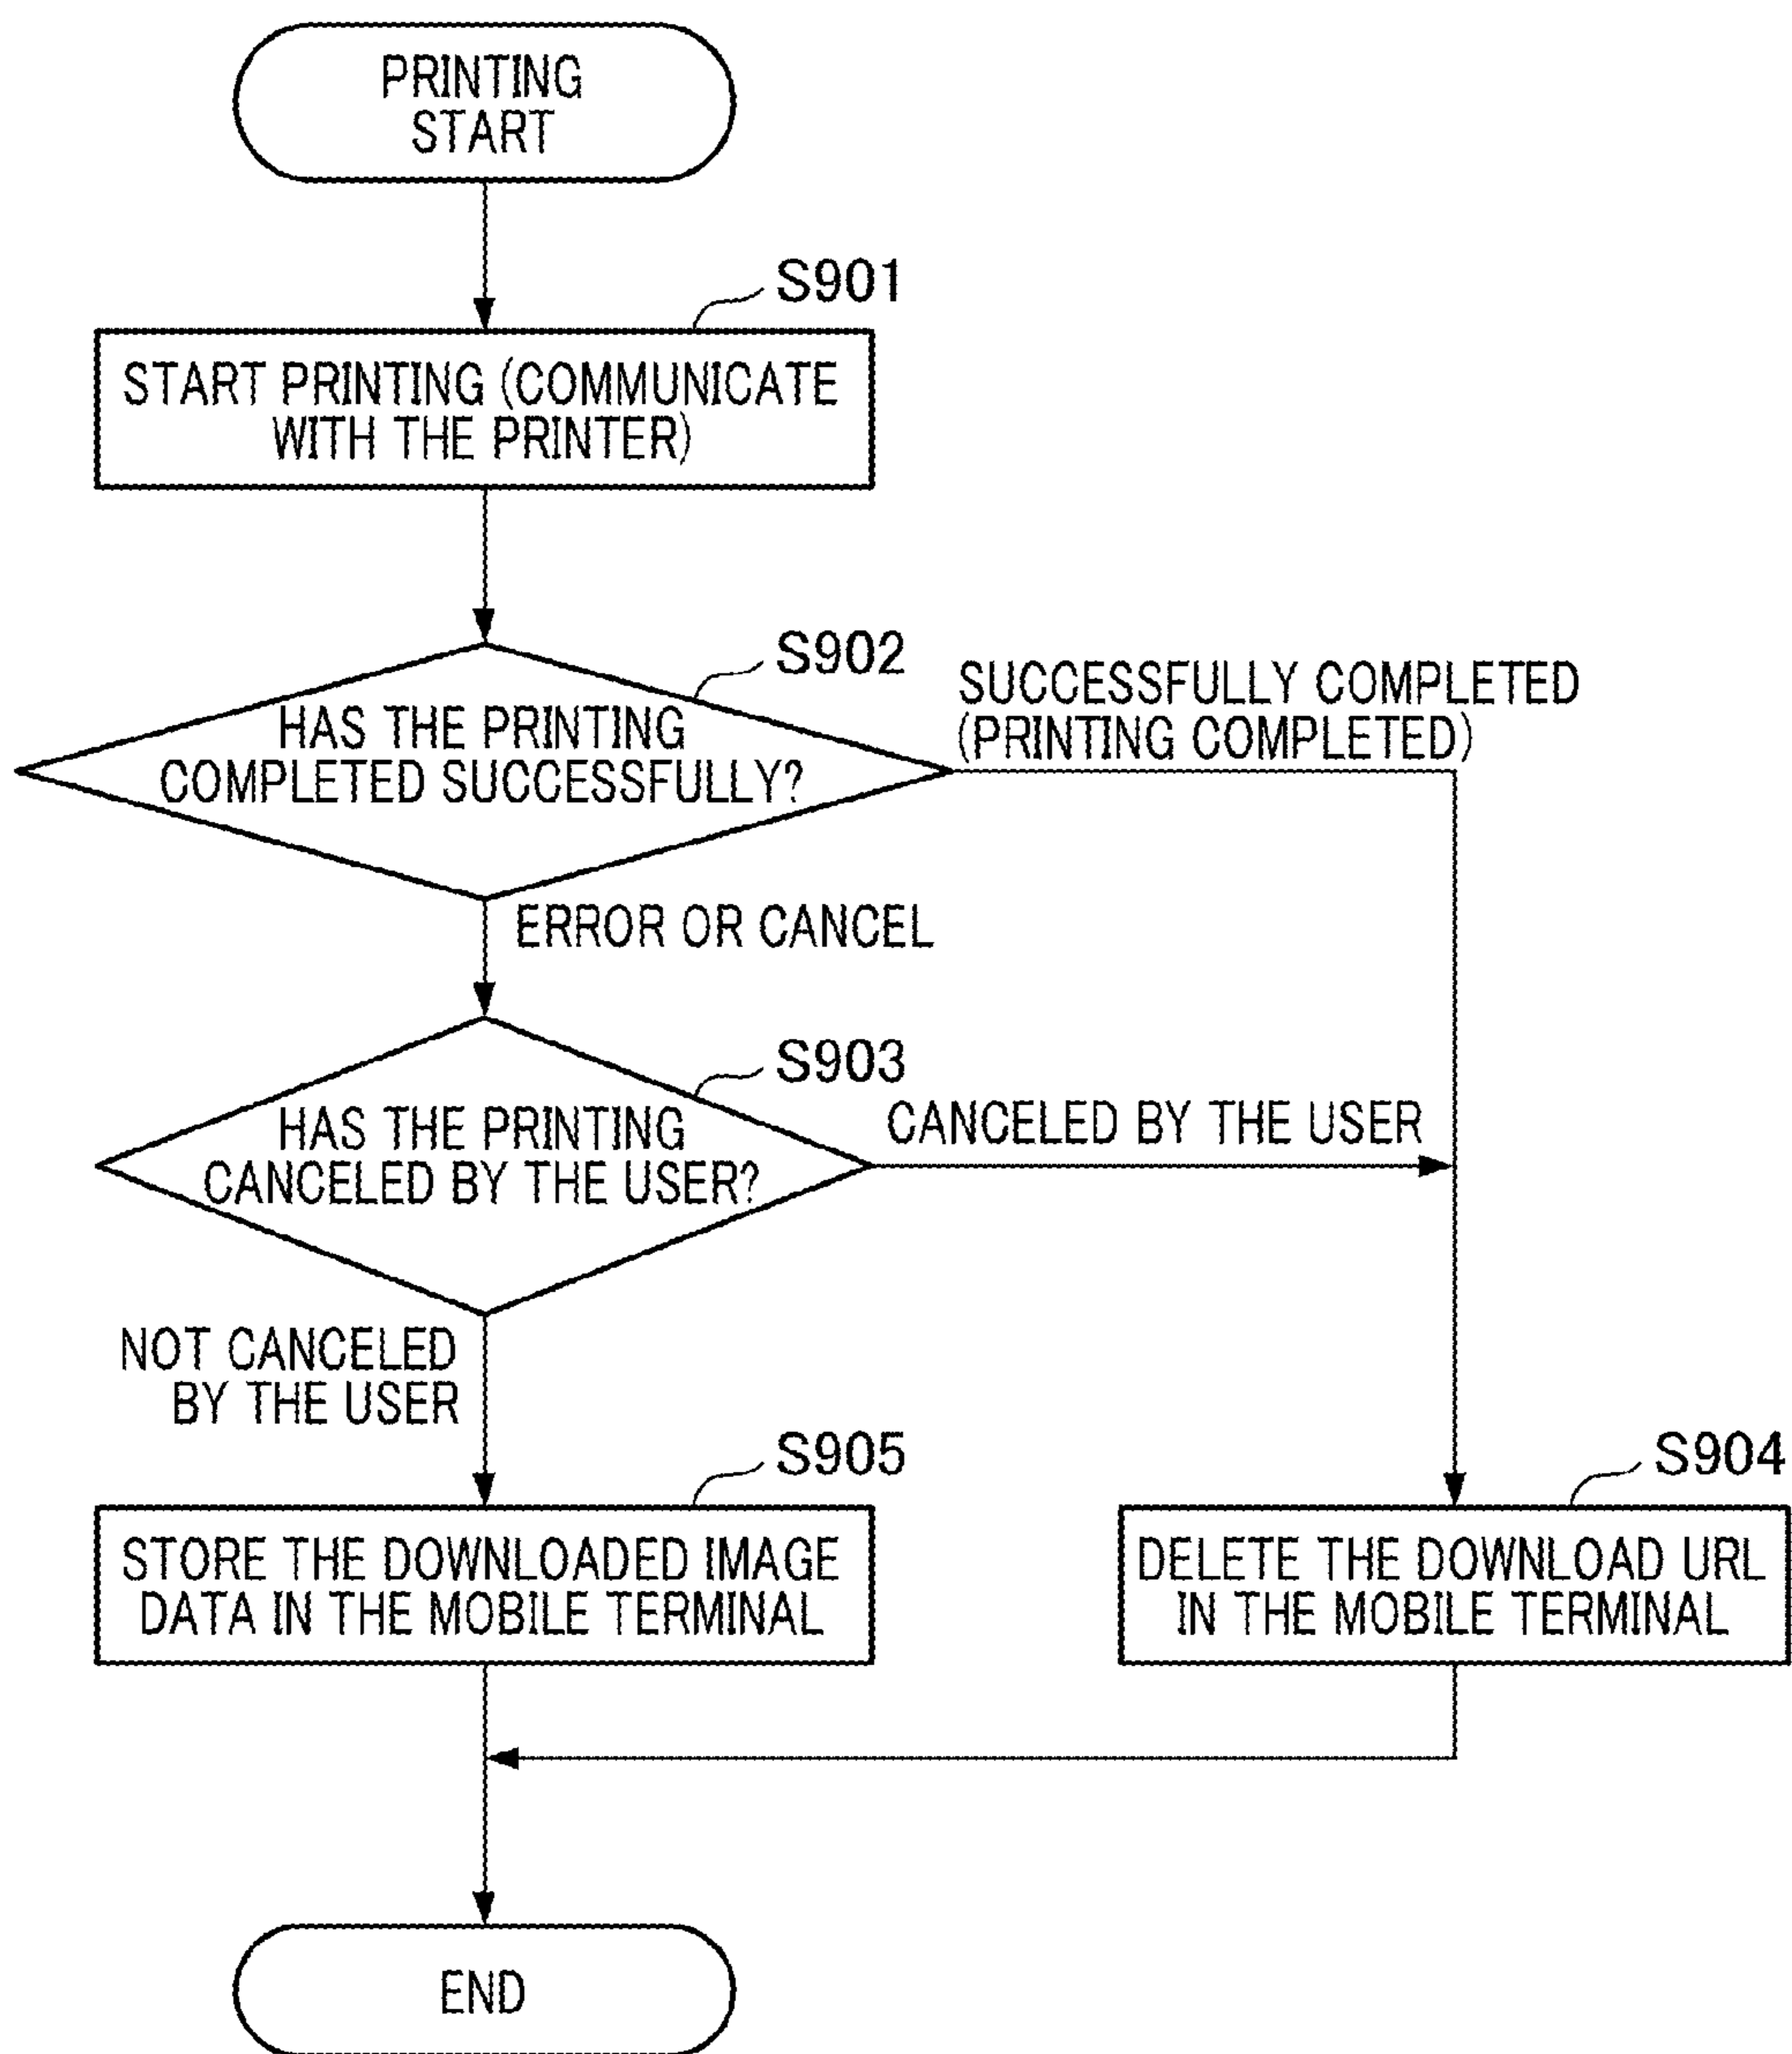 PRINTING
START
S901
START PRINTING (COMMUNICATE
WITH THE PRINTER)
S902
HAS THE PRINTING
COMPLETED SUCCESSFULLY?
SUCCESSFULLY COMPLETED
(PRINTING COMPLETED)
ERROR OR CANCEL
S903
HAS THE PRINTING
CANCELED BY THE USER?
CANCELED BY THE USER
NOT CANCELED
BY THE USER
S905
STORE THE DOWNLOADED IMAGE
DATA IN THE MOBILE TERMINAL
S904
DELETE THE DOWNLOAD URL
IN THE MOBILE TERMINAL
END